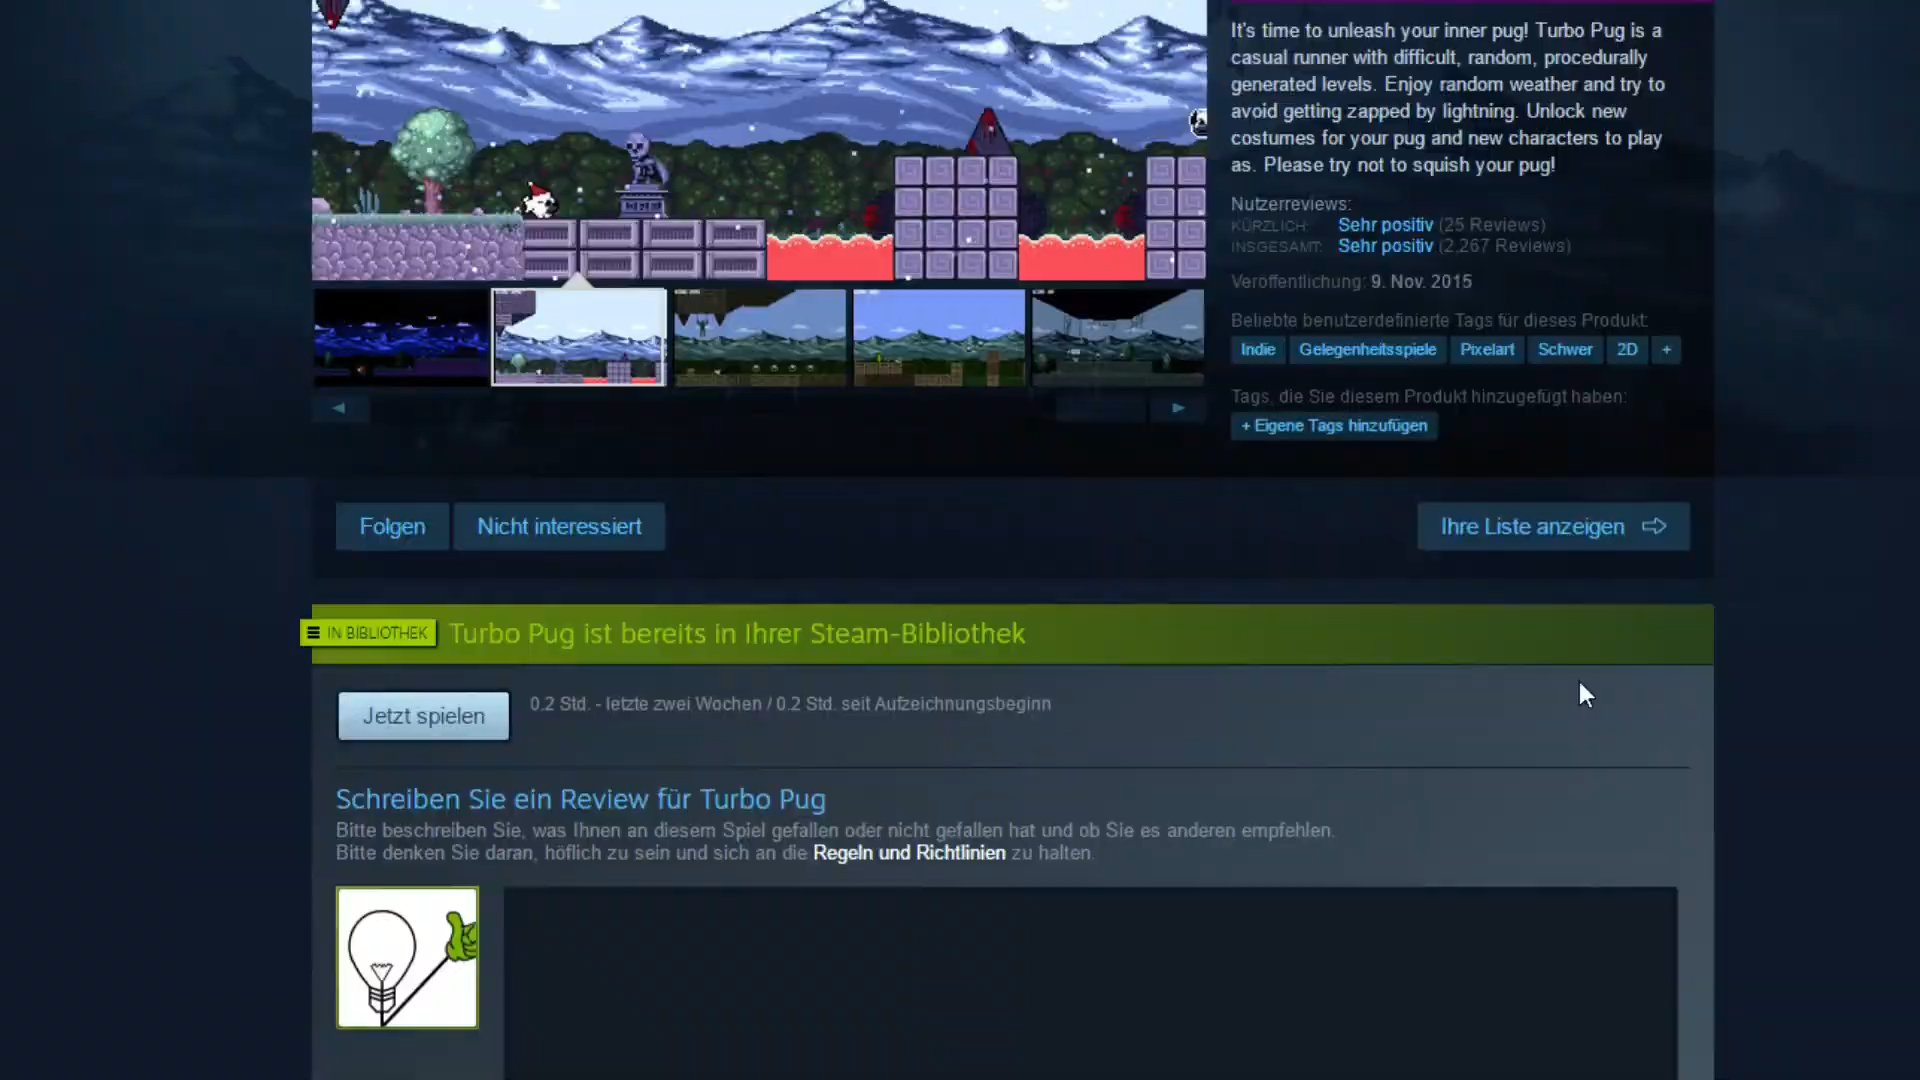 It's time to unleash your inner pug! Turbo Pug is a
casual runner with difficult, random, procedurally
generated levels. Enjoy random weather and try to
avoid getting zapped by lightning. Unlock new
costumes for your pug and new characters to play
as. Please try not to squish your pug!
Nutzerreviews:
KÜRZLICH: Sehr positiv (25 Reviews)
INSGESAMT: Sehr positiv (2,267 Reviews)
Veröffentlichung: 9. Nov. 2015
Beliebte benutzerdefinierte Tags für dieses Produkt:
Indie Gelegenheitsspiele Pixelart Schwer 2D +
Tags, die Sie diesem Produkt hinzugefügt haben:
+ Eigene Tags hinzufügen
Folgen Nicht interessiert Ihre Liste anzeigen
IN BIBLIOTHEK Turbo Pug ist bereits in Ihrer Steam-Bibliothek
Jetzt spielen 0.2 Std. - letzte zwei Wochen / 0.2 Std. seit Aufzeichnungsbeginn
Schreiben Sie ein Review für Turbo Pug
Bitte beschreiben Sie, was Ihnen an diesem Spiel gefallen oder nicht gefallen hat und ob Sie es anderen empfehlen.
Bitte denken Sie daran, höflich zu sein und sich an die Regeln und Richtlinien zu halten.